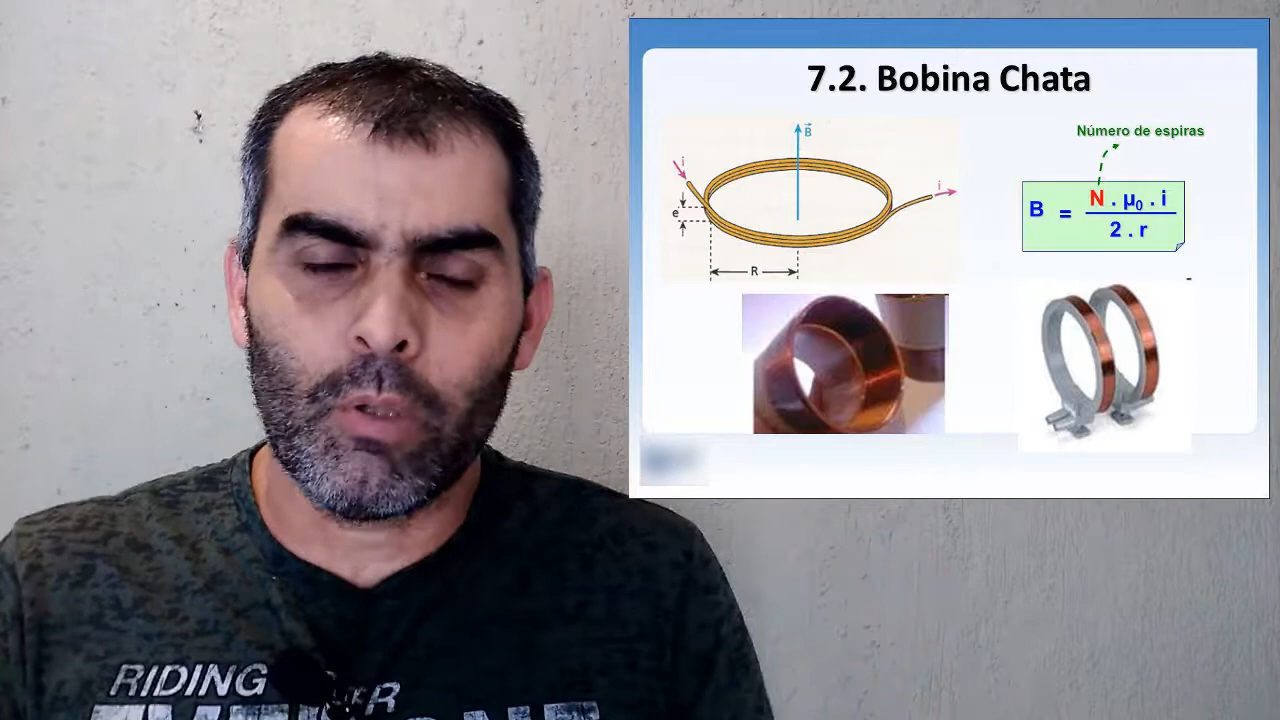 7.2. Bobina Chata
Número de espiras
B = N . μ₀ . i
2 . r
B
i
i
e
R
RIDING